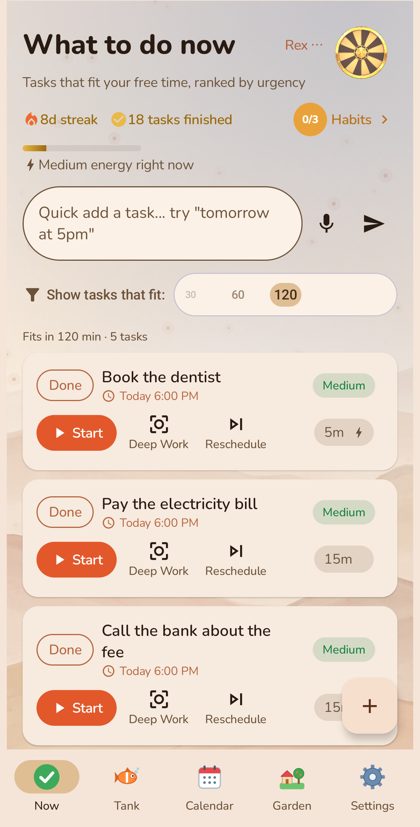 What to do now
Rex ...
Tasks that fit your free time, ranked by urgency
8d streak
18 tasks finished
0/3 Habits
Medium energy right now
Quick add a task... try "tomorrow
at 5pm"
Show tasks that fit:
30 60 120
Fits in 120 min · 5 tasks
Done
Book the dentist
Today 6:00 PM
Medium
Start
Deep Work
Reschedule
5m
Done
Pay the electricity bill
Today 6:00 PM
Medium
Start
Deep Work
Reschedule
15m
Done
Call the bank about the
fee
Today 6:00 PM
Medium
Start
Deep Work
Reschedule
Now
Tank
Calendar
Garden
Settings